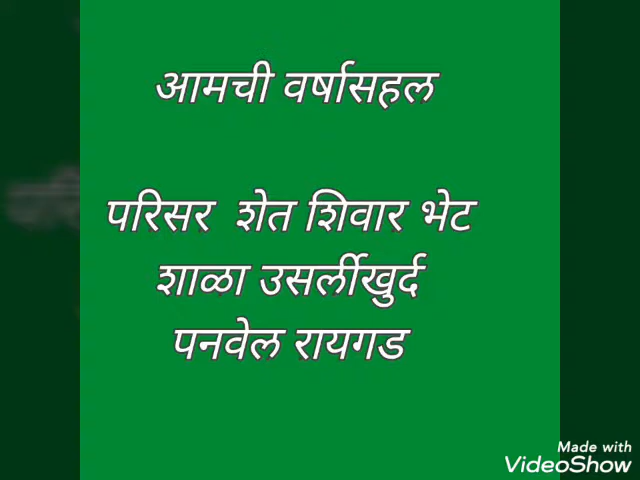 आमची वर्षासहल
परिसर शेत शिवार भेट
शाळा उसर्लीखुर्द
पनवेल रायगड
Made with
VideoShow